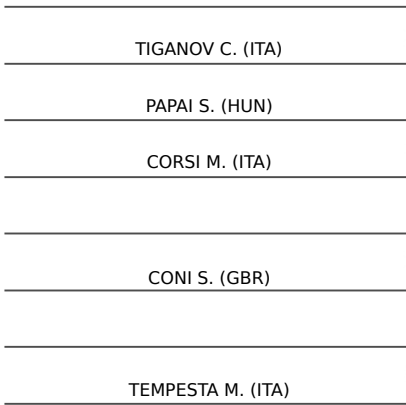 TIGANOV C. (ITA)
PAPAI S. (HUN)
CORSI M. (ITA)
CONI S. (GBR)
TEMPESTA M. (ITA)